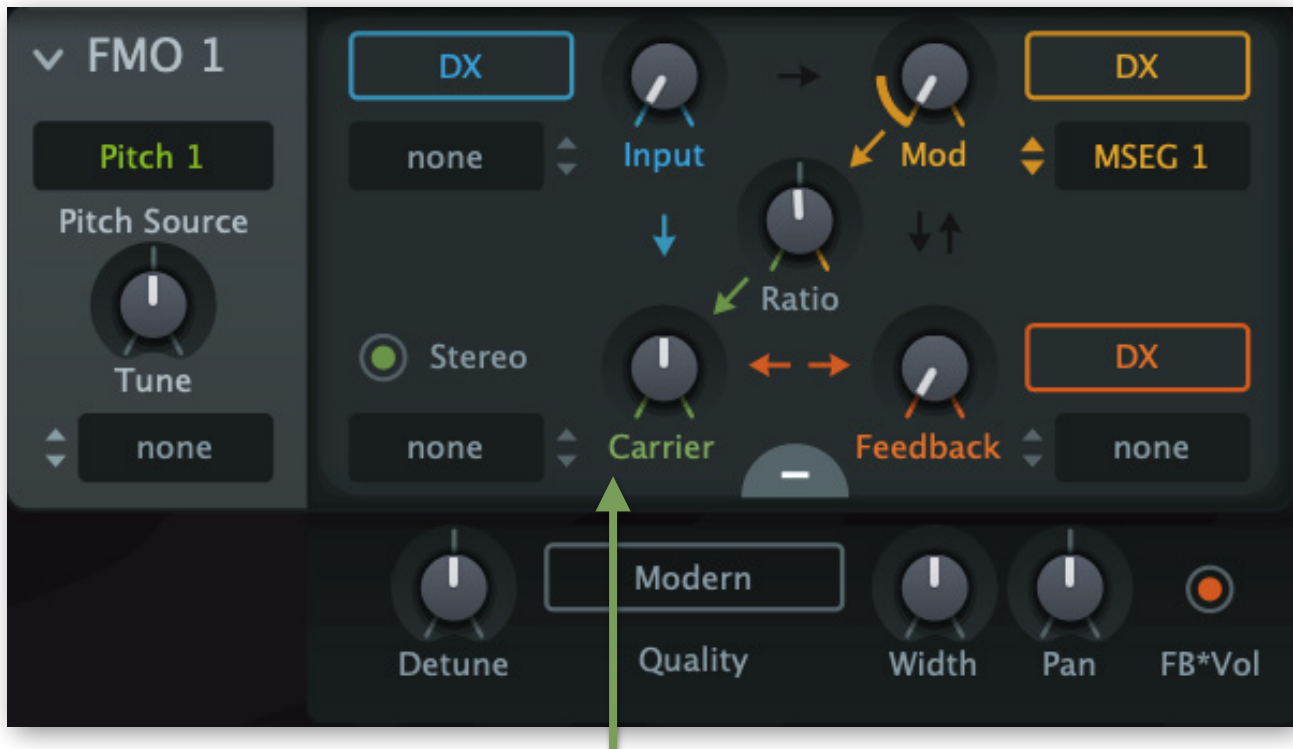 FMO 1
DX
DX
Pitch 1
none
Input
Mod
MSEG 1
Pitch Source
Ratio
Tune
Stereo
DX
none
none
Carrier
Feedback
none
Modern
Detune
Quality
Width
Pan
FB*Vol